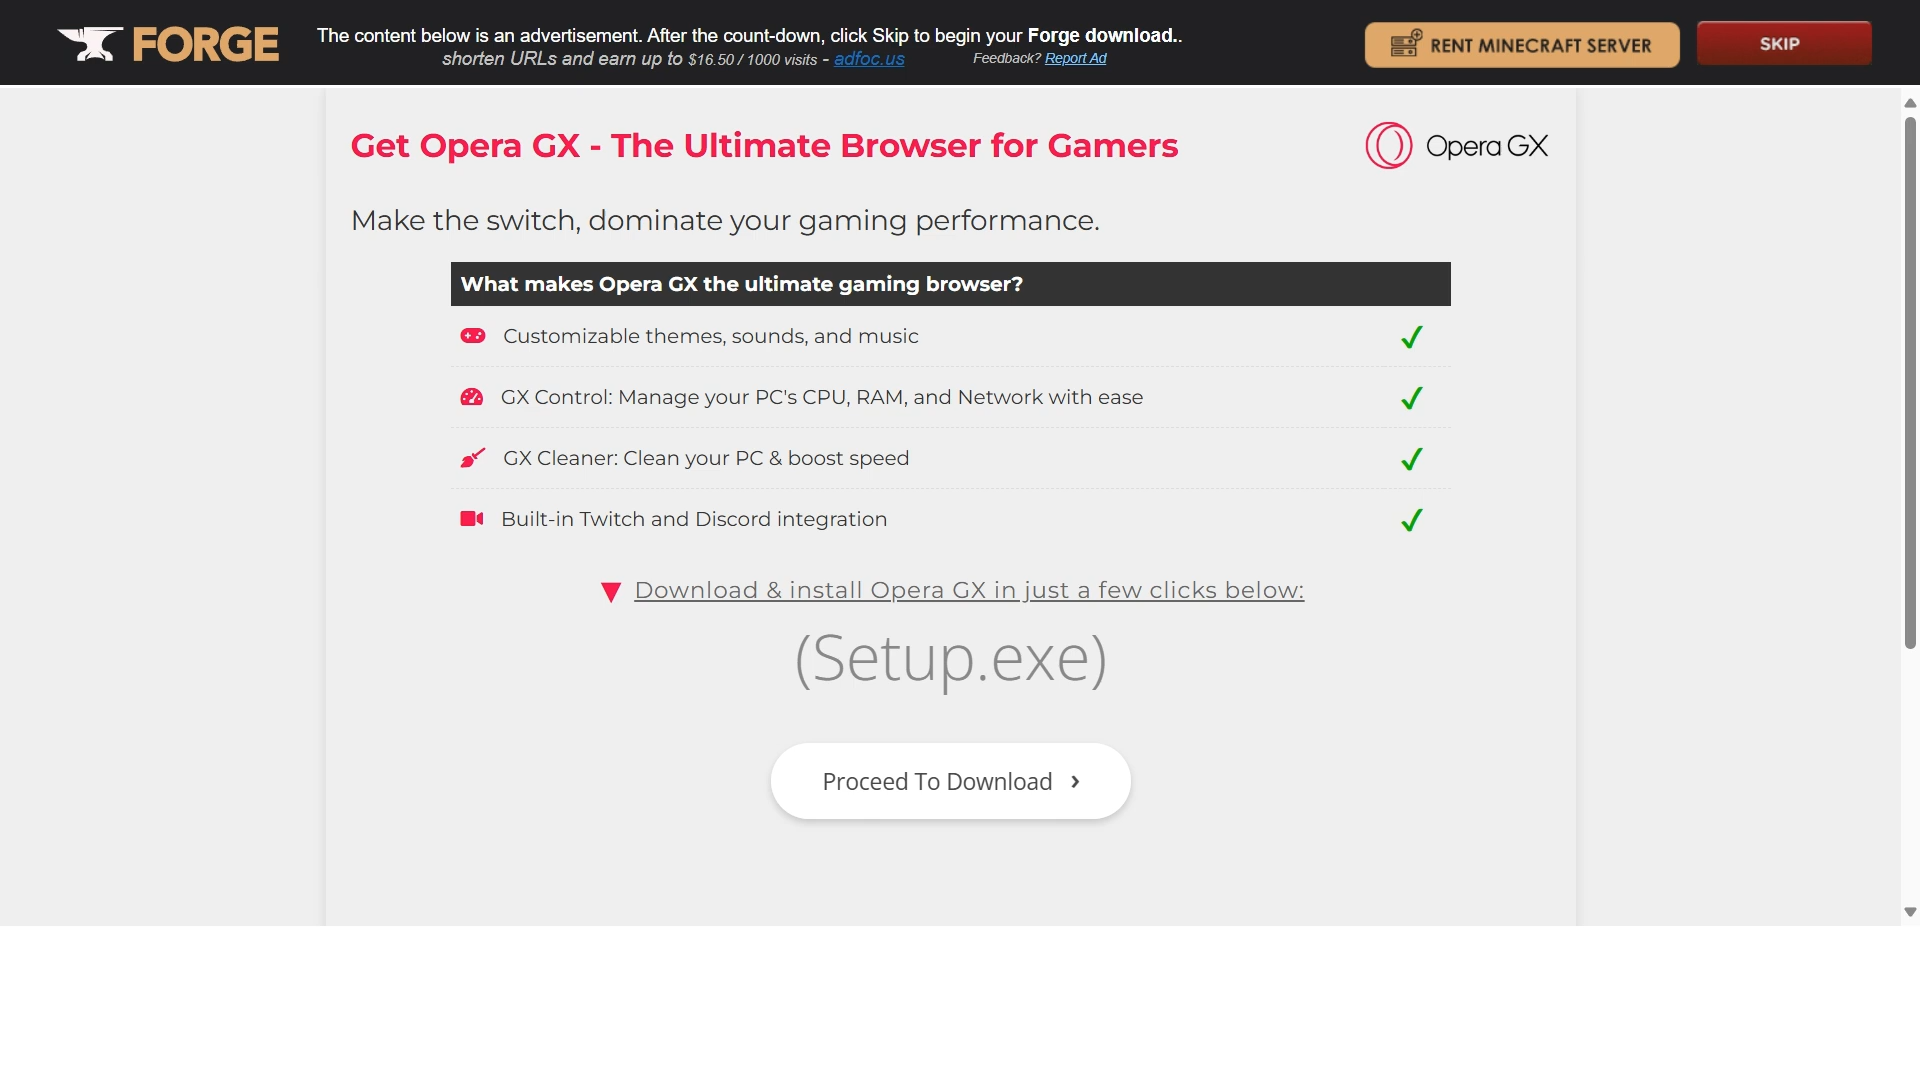 FORGE
The content below is an advertisement. After the count-down, click Skip to begin your Forge download..
shorten URLs and earn up to $16.50 / 1000 visits - adfoc.us
Feedback? Report Ad
RENT MINECRAFT SERVER
SKIP
Get Opera GX - The Ultimate Browser for Gamers
Opera GX
Make the switch, dominate your gaming performance.
What makes Opera GX the ultimate gaming browser?
Customizable themes, sounds, and music
GX Control: Manage your PC's CPU, RAM, and Network with ease
GX Cleaner: Clean your PC & boost speed
Built-in Twitch and Discord integration
Download & install Opera GX in just a few clicks below:
(Setup.exe)
Proceed To Download ›